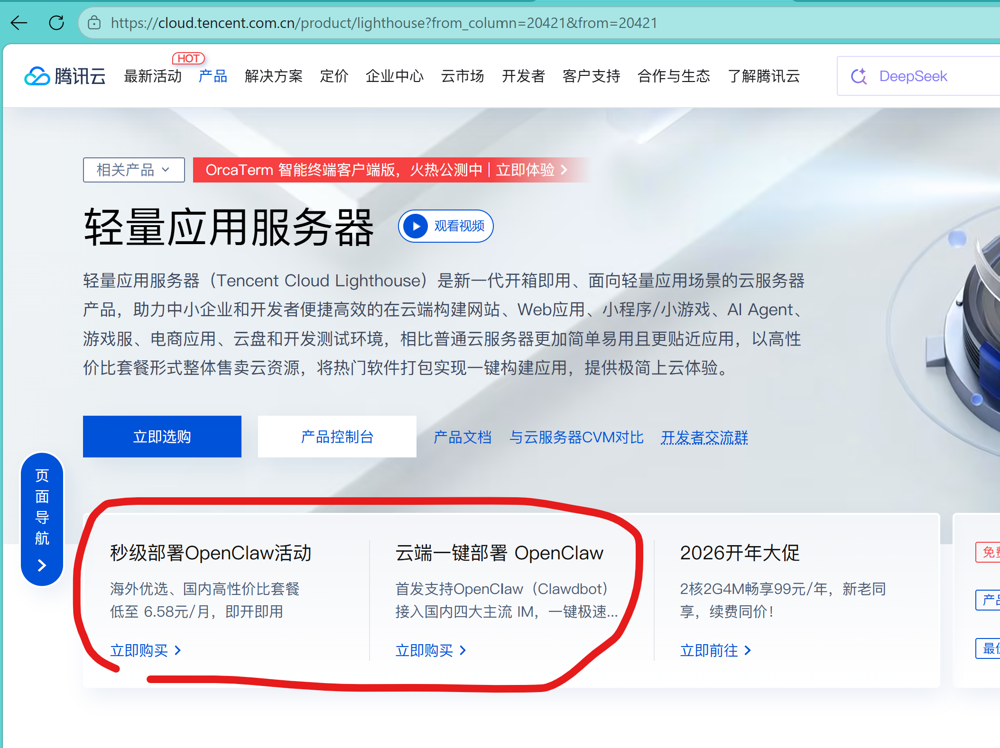 https://cloud.tencent.com.cn/product/lighthouse?from_column=20421&from=20421
腾讯云
最新活动
HOT
产品
解决方案
定价
企业中心
云市场
开发者
客户支持
合作与生态
了解腾讯云
DeepSeek
相关产品
OrcaTerm 智能终端客户端版，火热公测中 | 立即体验
轻量应用服务器
观看视频
轻量应用服务器（Tencent Cloud Lighthouse）是新一代开箱即用、面向轻量应用场景的云服务器
产品，助力中小企业和开发者便捷高效的在云端构建网站、Web应用、小程序/小游戏、AI Agent、
游戏服、电商应用、云盘和开发测试环境，相比普通云服务器更加简单易用且更贴近应用，以高性
价比套餐形式整体售卖云资源，将热门软件打包实现一键构建应用，提供极简上云体验。
立即选购
产品控制台
产品文档
与云服务器CVM对比
开发者交流群
页
面
导
航
秒级部署OpenClaw活动
海外优选、国内高性价比套餐
低至 6.58元/月，即开即用
立即购买
云端一键部署 OpenClaw
首发支持OpenClaw（Clawdbot）
接入国内四大主流 IM，一键极速...
立即购买
2026开年大促
2核2G4M畅享99元/年，新老同
享，续费同价！
立即前往
免
产
最